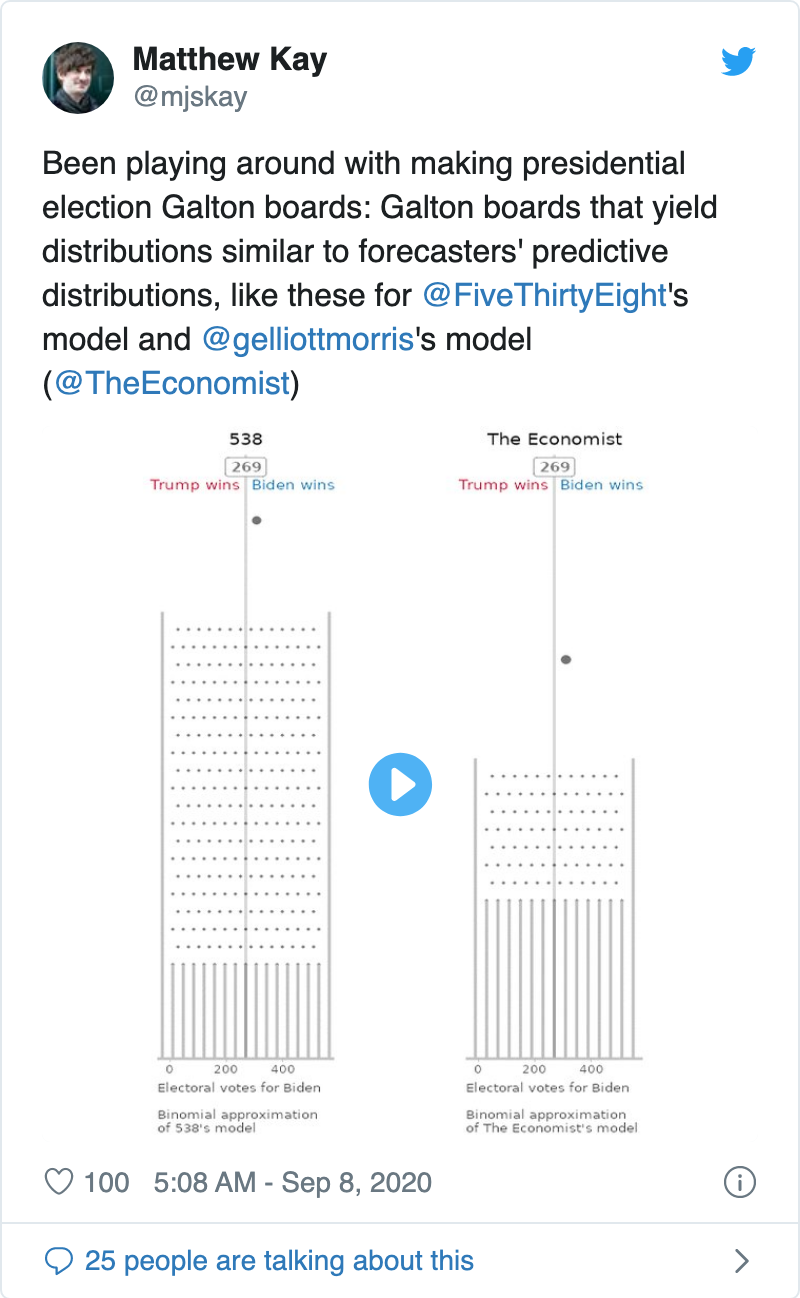 Matthew Kay
@mjskay
Been playing around with making presidential
election Galton boards: Galton boards that yield
distributions similar to forecasters' predictive
distributions, like these for @FiveThirtyEight's
model and @gelliottmorris's model
(@TheEconomist)
538
269
Trump wins Biden wins
0 200 400
Electoral votes for Biden
Binomial approximation
of 538's model
The Economist
269
Trump wins Biden wins
0 200 400
Electoral votes for Biden
Binomial approximation
of The Economist's model
100 5:08 AM - Sep 8, 2020
25 people are talking about this